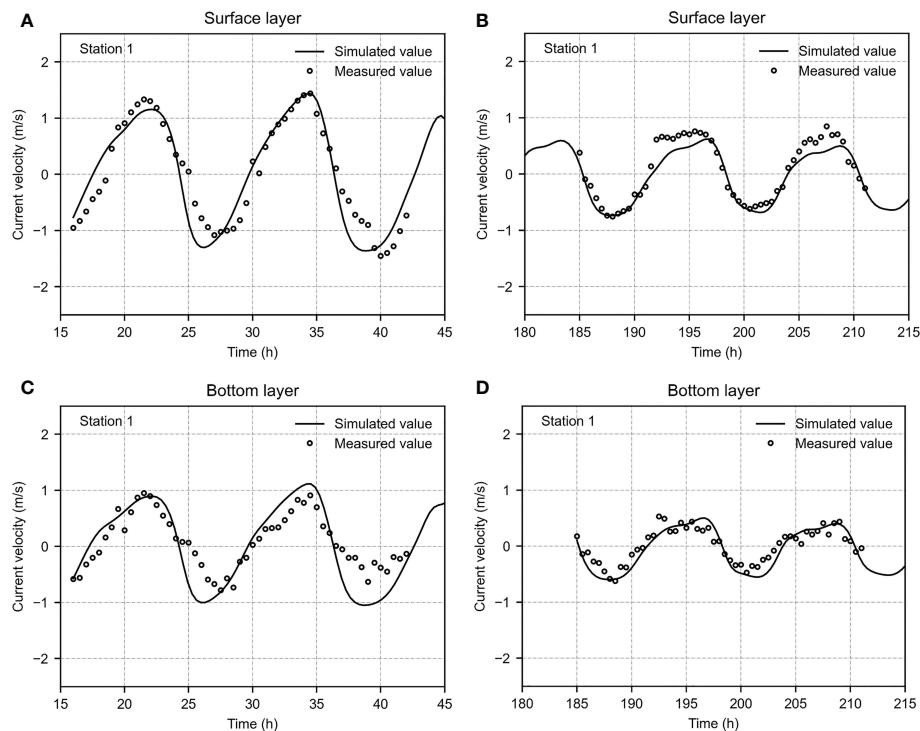 A
Surface layer
Station 1
Simulated value
Measured value
Current velocity (m/s)
2
1
0
−1
−2
15 20 25 30 35 40 45
Time (h)
B
Surface layer
Station 1
Simulated value
Measured value
Current velocity (m/s)
2
1
0
−1
−2
180 185 190 195 200 205 210 215
Time (h)
C
Bottom layer
Station 1
Simulated value
Measured value
Current velocity (m/s)
2
1
0
−1
−2
15 20 25 30 35 40 45
Time (h)
D
Bottom layer
Station 1
Simulated value
Measured value
Current velocity (m/s)
2
1
0
−1
−2
180 185 190 195 200 205 210 215
Time (h)